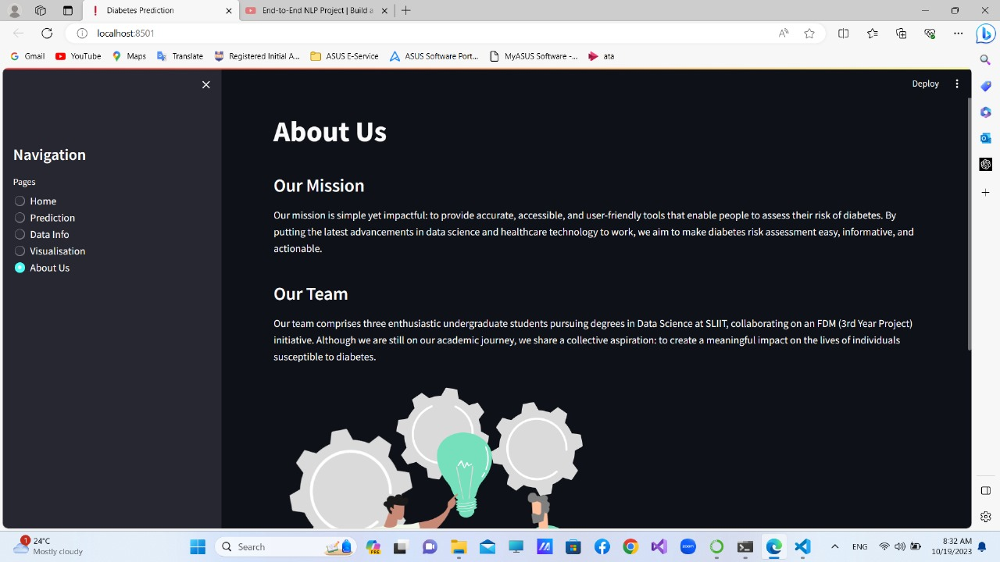 Diabetes Prediction
End-to-End NLP Project | Build a
localhost:8501
Gmail
YouTube
Maps
Translate
Registered Initial A...
ASUS E-Service
ASUS Software Port...
MyASUS Software -...
ata
Deploy
Navigation
Pages
Home
Prediction
Data Info
Visualisation
About Us
About Us
Our Mission
Our mission is simple yet impactful: to provide accurate, accessible, and user-friendly tools that enable people to assess their risk of diabetes. By
putting the latest advancements in data science and healthcare technology to work, we aim to make diabetes risk assessment easy, informative, and
actionable.
Our Team
Our team comprises three enthusiastic undergraduate students pursuing degrees in Data Science at SLIIT, collaborating on an FDM (3rd Year Project)
initiative. Although we are still on our academic journey, we share a collective aspiration: to create a meaningful impact on the lives of individuals
susceptible to diabetes.
1
24°C
Mostly cloudy
Search
PRE
zoom
ENG
8:32 AM
10/19/2023